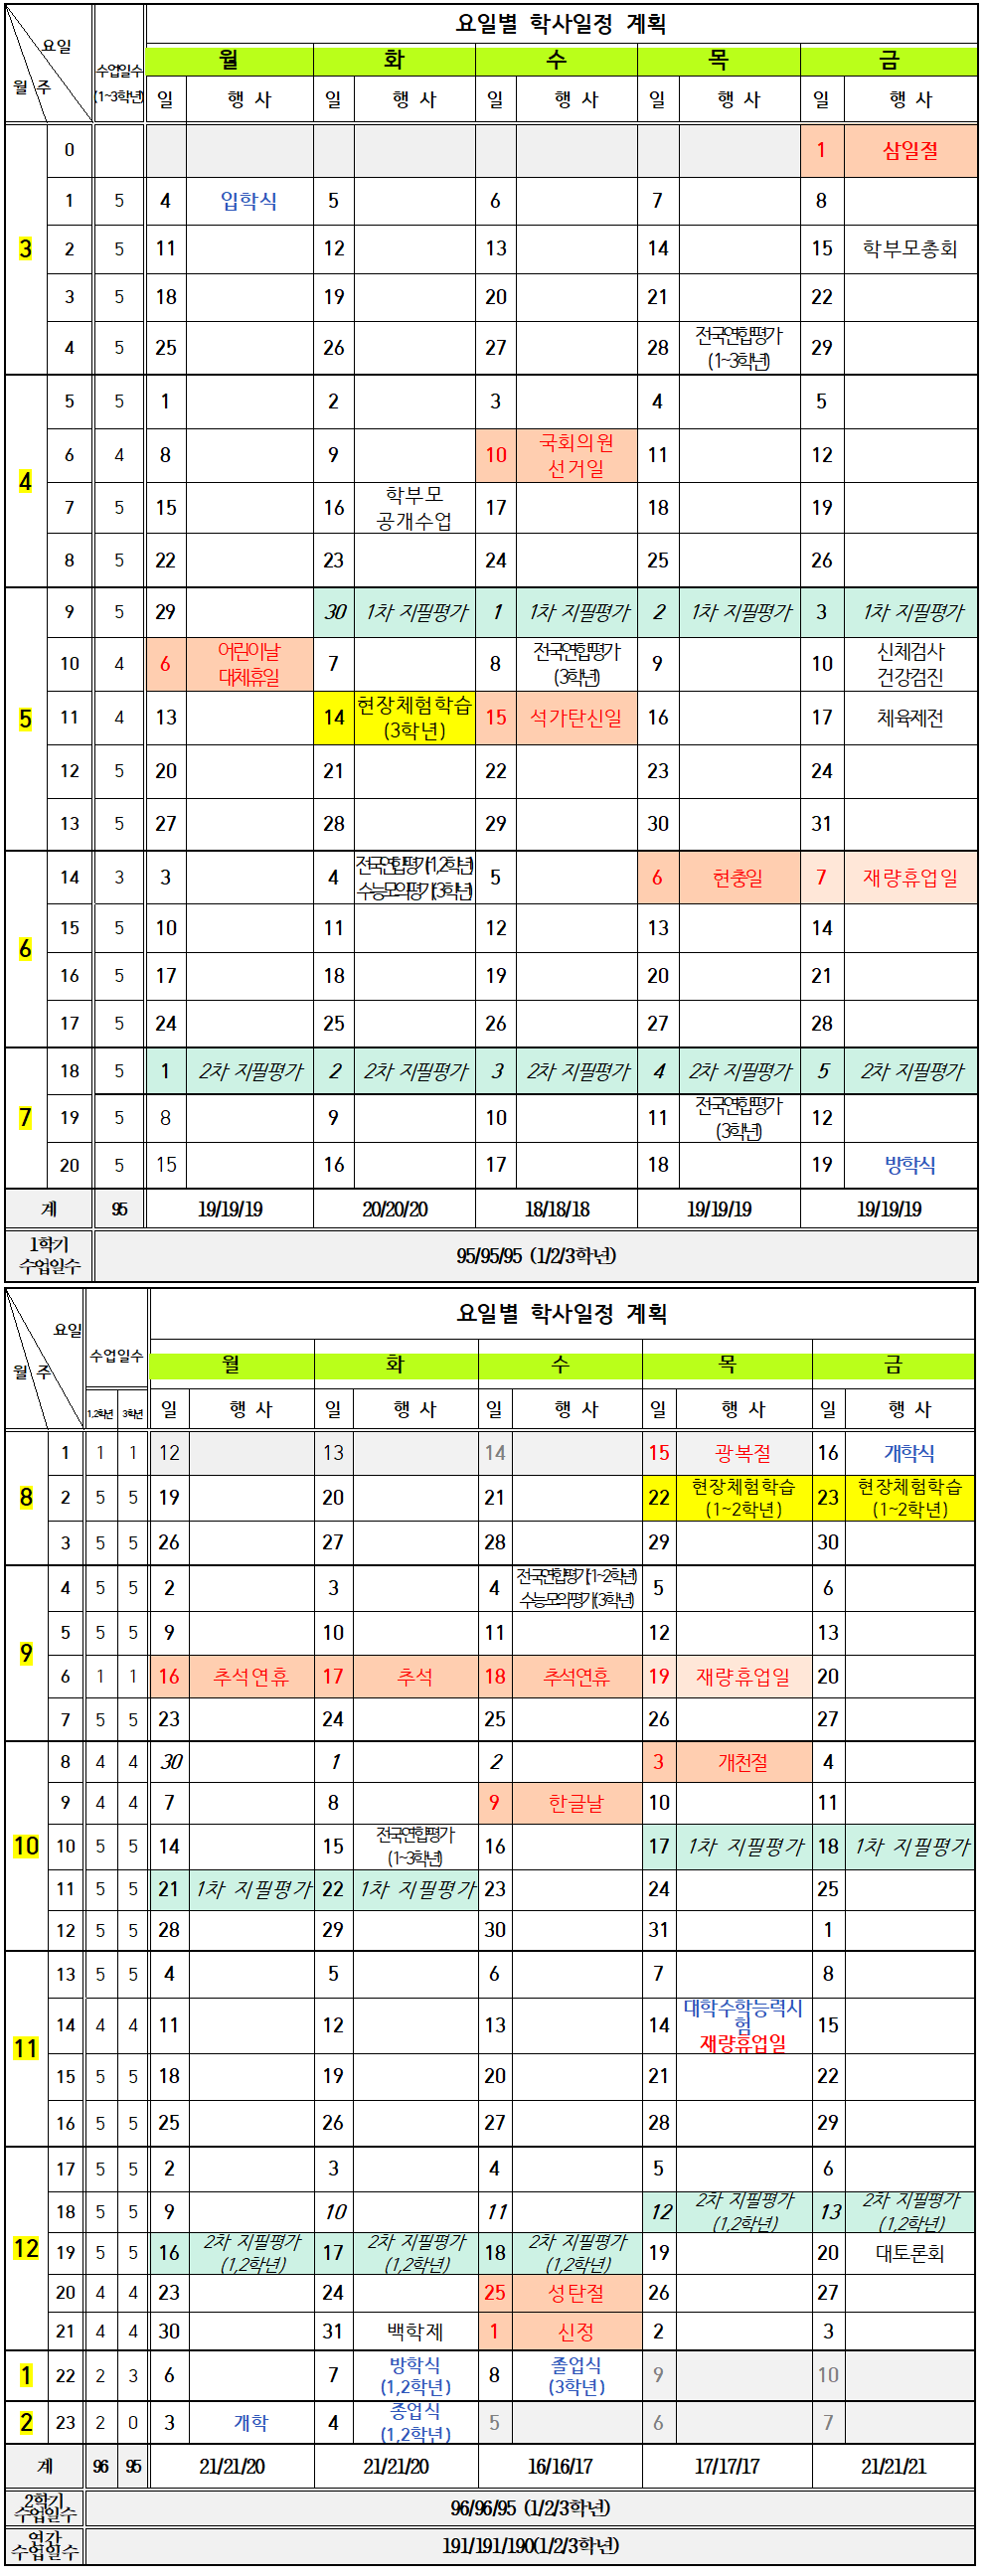 요일별 학사일정 계획
요일
월 주
수업일수
(1~3학년)
월 화 수 목 금
일 행 사 일 행 사 일 행 사 일 행 사 일 행 사
3
0 1 삼일절
1 5 4 입학식 5 6 7 8
2 5 11 12 13 14 15 학부모총회
3 5 18 19 20 21 22
4 5 25 26 27 28 전국연합평가
(1~3학년) 29
4
5 5 1 2 3 4 5
6 4 8 9 10 국회의원
선거일 11 12
7 5 15 16 학부모
공개수업 17 18 19
8 5 22 23 24 25 26
5
9 5 29 30 1차 지필평가 1 1차 지필평가 2 1차 지필평가 3 1차 지필평가
10 4 6 어린이날
대체휴일 7 8 전국연합평가
(3학년) 9 10 신체검사
건강검진
11 4 13 14 현장체험학습
(3학년) 15 석가탄신일 16 17 체육제전
12 5 20 21 22 23 24
13 5 27 28 29 30 31
6
14 3 3 4 전국연합평가(1,2학년)
수능모의평가(3학년) 5 6 현충일 7 재량휴업일
15 5 10 11 12 13 14
16 5 17 18 19 20 21
17 5 24 25 26 27 28
7
18 5 1 2차 지필평가 2 2차 지필평가 3 2차 지필평가 4 2차 지필평가 5 2차 지필평가
19 5 8 9 10 11 전국연합평가
(3학년) 12
20 5 15 16 17 18 19 방학식
계 95 19/19/19 20/20/20 18/18/18 19/19/19 19/19/19
1학기
수업일수 95/95/95 (1/2/3학년)
요일별 학사일정 계획
요일
월 주
수업일수
1,2학년 3학년
월 화 수 목 금
일 행 사 일 행 사 일 행 사 일 행 사 일 행 사
8
1 1 1 12 13 14 15 광복절 16 개학식
2 5 5 19 20 21 22 현장체험학습
(1~2학년) 23 현장체험학습
(1~2학년)
3 5 5 26 27 28 29 30
9
4 5 5 2 3 4 전국연합평가(1~2학년)
수능모의평가(3학년) 5 6
5 5 5 9 10 11 12 13
6 1 1 16 추석연휴 17 추석 18 추석연휴 19 재량휴업일 20
7 5 5 23 24 25 26 27
10
8 4 4 30 1 2 3 개천절 4
9 4 4 7 8 9 한글날 10 11
10 5 5 14 15 전국연합평가
(1~3학년) 16 17 1차 지필평가 18 1차 지필평가
11 5 5 21 1차 지필평가 22 1차 지필평가 23 24 25
12 5 5 28 29 30 31 1
11
13 5 5 4 5 6 7 8
14 4 4 11 12 13 14 대학수학능력시
험
재량휴업일 15
15 5 5 18 19 20 21 22
16 5 5 25 26 27 28 29
12
17 5 5 2 3 4 5 6
18 5 5 9 10 11 12 2차 지필평가
(1,2학년) 13 2차 지필평가
(1,2학년)
19 5 5 16 2차 지필평가
(1,2학년) 17 2차 지필평가
(1,2학년) 18 2차 지필평가
(1,2학년) 19 20 대토론회
20 4 4 23 24 25 성탄절 26 27
21 4 4 30 31 백학제 1 신정 2 3
1
22 2 3 6 7 방학식
(1,2학년) 8 졸업식
(3학년) 9 10
2
23 2 0 3 개학 4 종업식
(1,2학년) 5 6 7
계 96 95 21/21/20 21/21/20 16/16/17 17/17/17 21/21/21
2학기
수업일수 96/96/95 (1/2/3학년)
연간
수업일수 191/191/190(1/2/3학년)